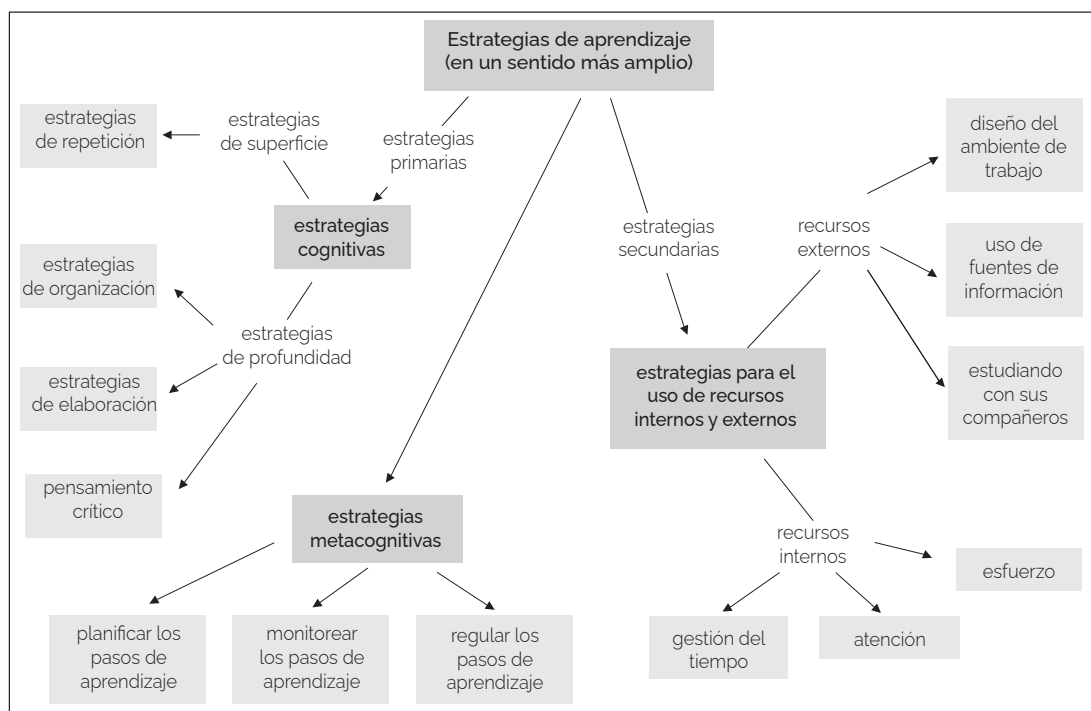 Estrategias de aprendizaje
(en un sentido más amplio)
estrategias
de repetición
estrategias
de superficie
estrategias
primarias
diseño del
ambiente de
trabajo
estrategias
cognitivas
estrategias
secundarias
recursos
externos
uso de
fuentes de
información
estrategias
de organización
estrategias
de profundidad
estrategias
de elaboración
estrategias para el
uso de recursos
internos y externos
estudiando
con sus
compañeros
pensamiento
crítico
estrategias
metacognitivas
recursos
internos
esfuerzo
planificar los
pasos de
aprendizaje
monitorear
los pasos de
aprendizaje
regular los
pasos de
aprendizaje
gestión del
tiempo
atención